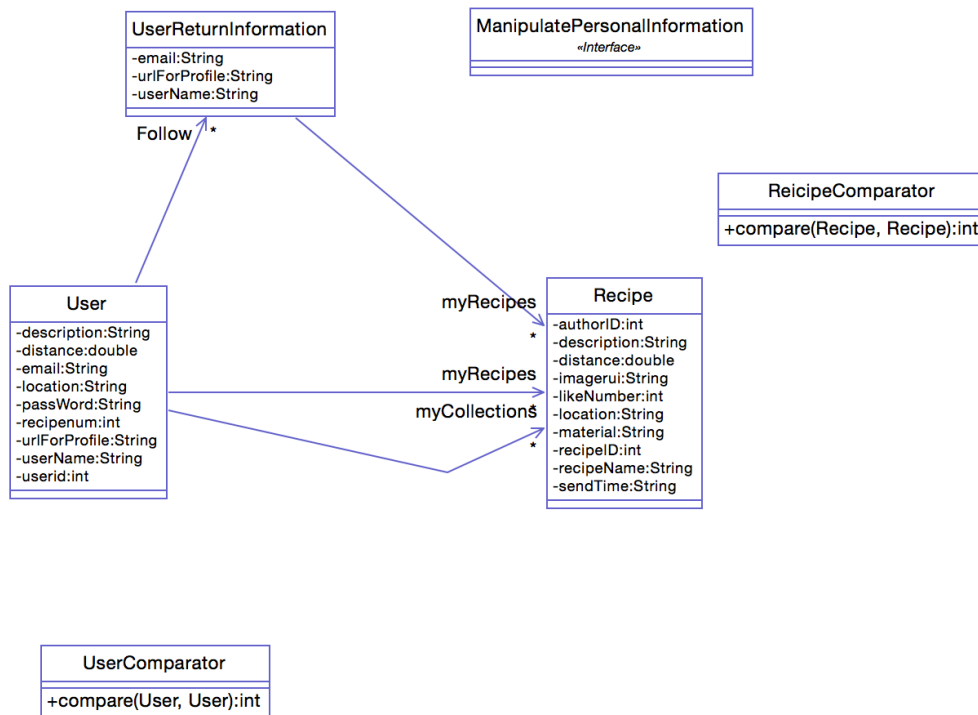 UserReturnInformation
-email:String
-urlForProfile:String
-userName:String
ManipulatePersonalInformation
«Interface»
Follow
*
ReicipeComparator
+compare(Recipe, Recipe):int
User
-description:String
-distance:double
-email:String
-location:String
-passWord:String
-recipenum:int
-urlForProfile:String
-userName:String
-userid:int
myRecipes
*
myRecipes
*
myCollections
*
Recipe
-authorID:int
-description:String
-distance:double
-imagerui:String
-likeNumber:int
-location:String
-material:String
-recipeID:int
-recipeName:String
-sendTime:String
UserComparator
+compare(User, User):int